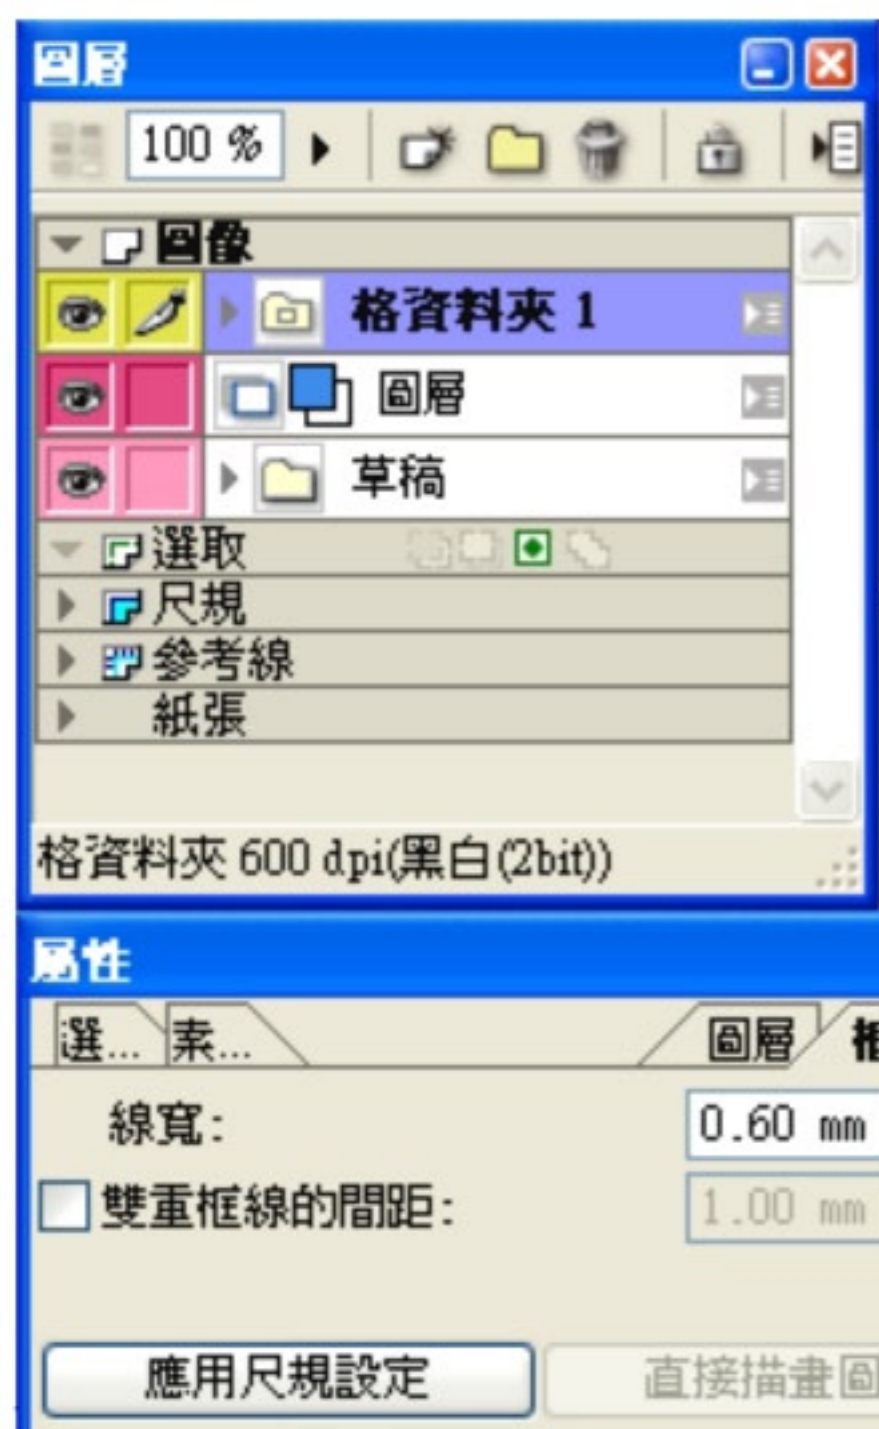 圖層
100 %
圖像
格資料夾 1
圖層
草稿
選取
尺規
參考線
紙張
格資料夾 600 dpi(黑白(2bit))
屬性
選... 素... 圖層 框
線寬: 0.60 mm
雙重框線的間距: 1.00 mm
應用尺規設定 直接描畫圖